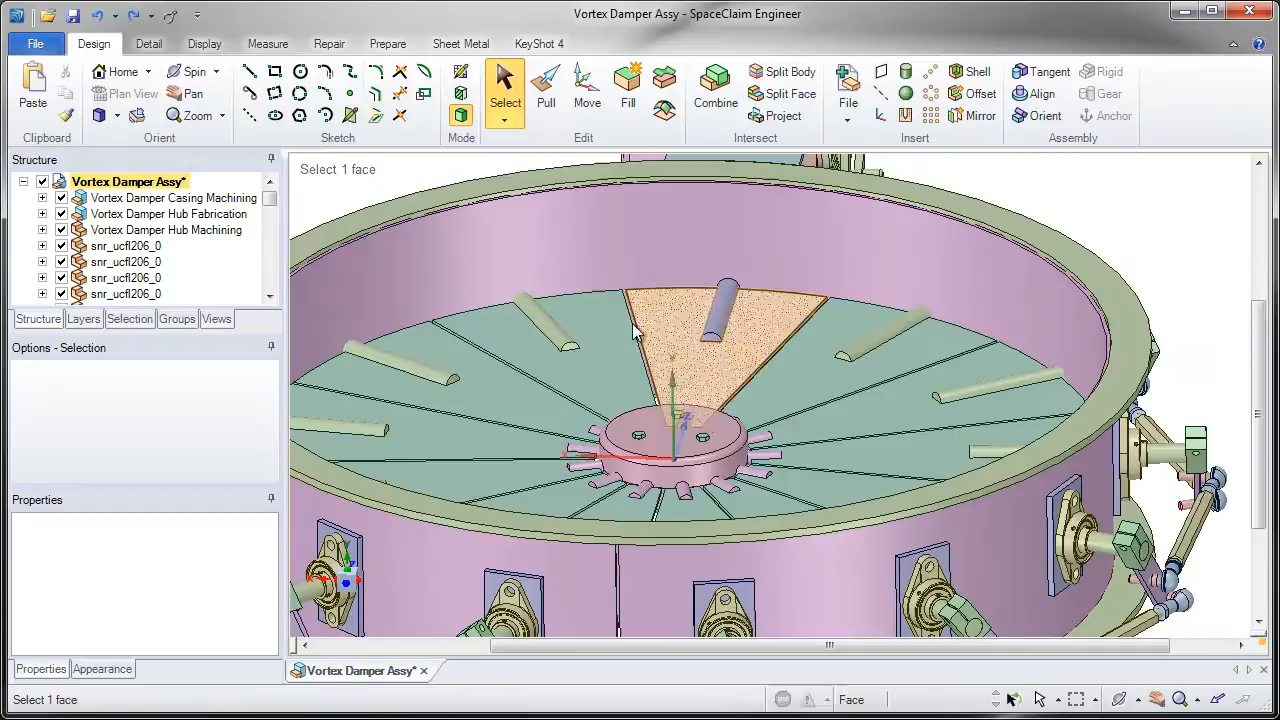 Vortex Damper Assy - SpaceClaim Engineer
File Design Detail Display Measure Repair Prepare Sheet Metal KeyShot 4
Paste
Clipboard
Home Spin
Plan View Pan
Zoom
Orient
Sketch
Mode
Select Pull Move Fill
Edit
Combine Split Body
Split Face
Project
Intersect
File Shell
Offset
Mirror
Insert
Tangent Rigid
Align Gear
Orient Anchor
Assembly
Structure
Vortex Damper Assy*
Vortex Damper Casing Machining
Vortex Damper Hub Fabrication
Vortex Damper Hub Machining
snr_ucfl206_0
snr_ucfl206_0
snr_ucfl206_0
snr_ucfl206_0
Structure Layers Selection Groups Views
Options - Selection
Properties
Properties Appearance
Select 1 face
Vortex Damper Assy*
Select 1 face
Face